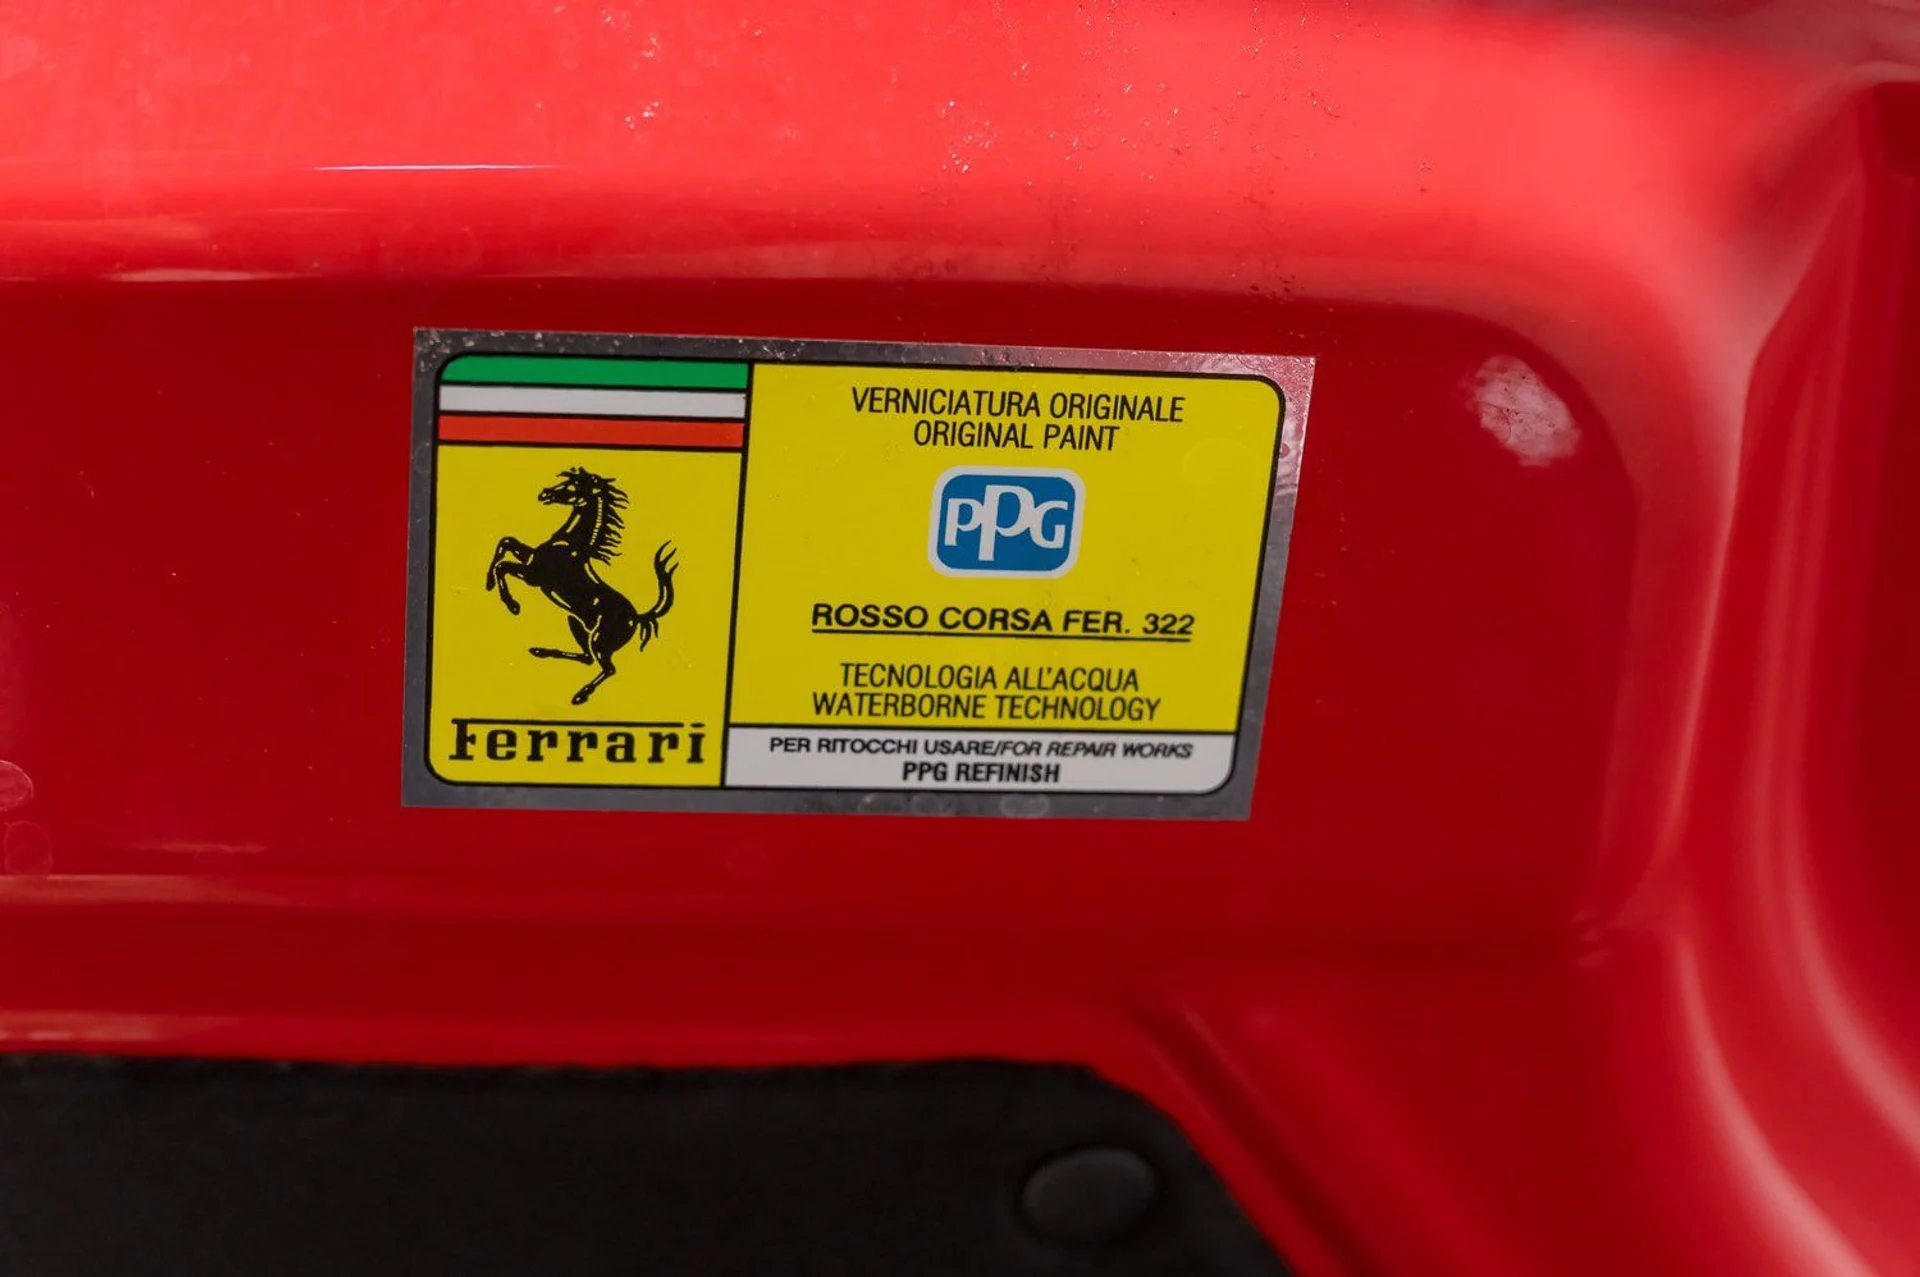 Ferrari
VERNICIATURA ORIGINALE
ORIGINAL PAINT
PPG
ROSSO CORSA FER. 322
TECNOLOGIA ALL'ACQUA
WATERBORNE TECHNOLOGY
PER RITOCCHI USARE/FOR REPAIR WORKS
PPG REFINISH